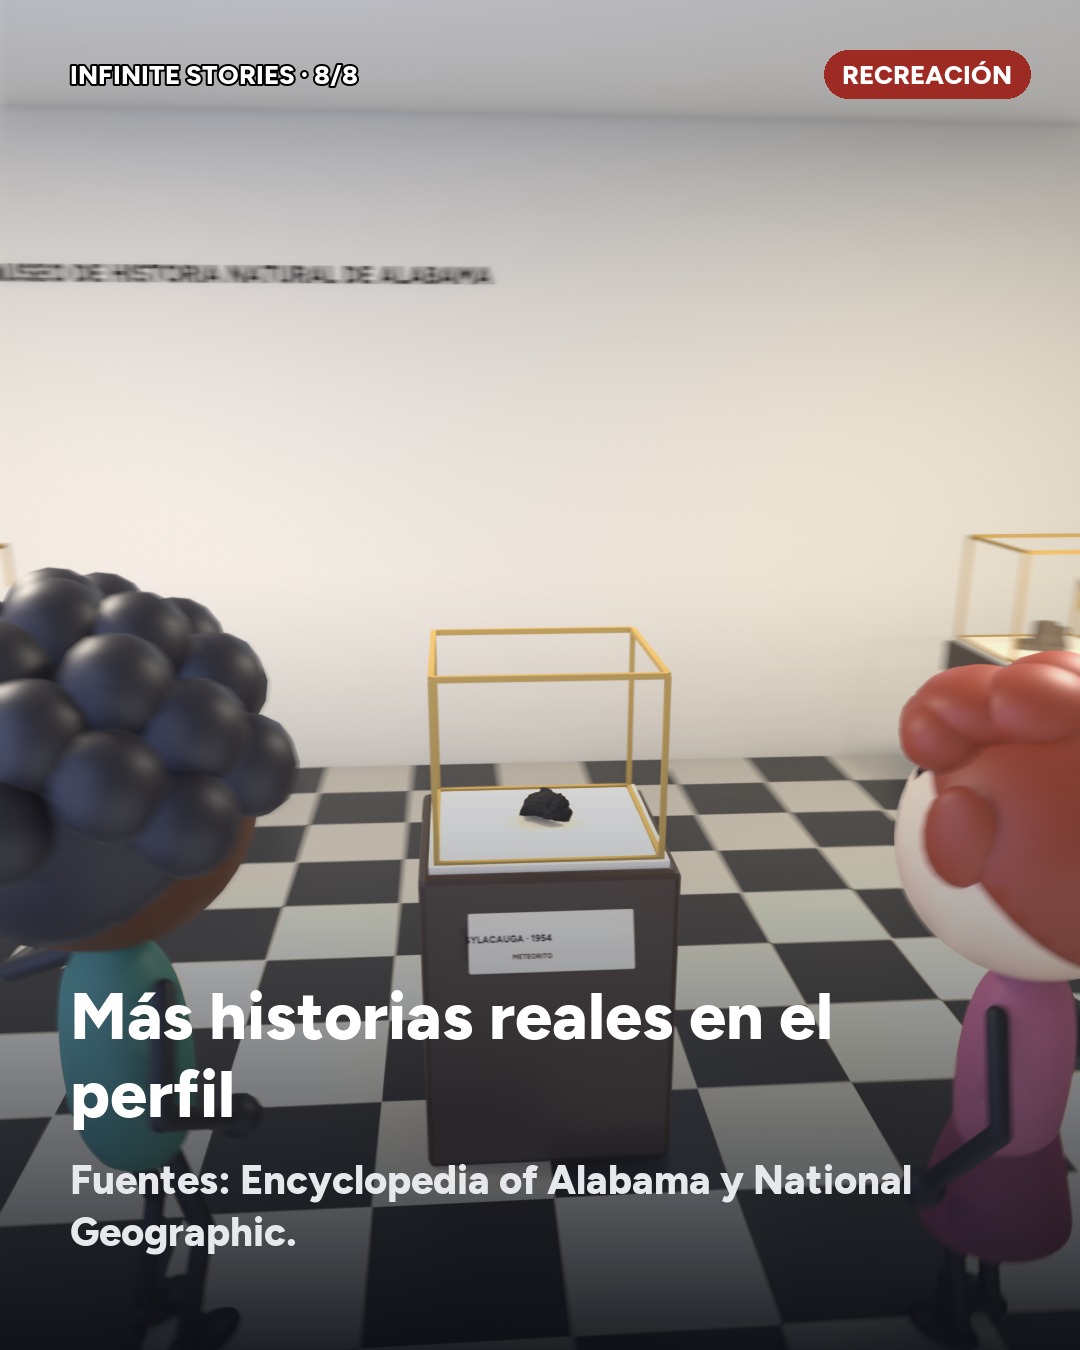 INFINITE STORIES · 8/8
RECREACIÓN
MUSEO DE HISTORIA NATURAL DE ALABAMA
SYLACAUGA · 1954
METEORITO
Más historias reales en el
perfil
Fuentes: Encyclopedia of Alabama y National
Geographic.